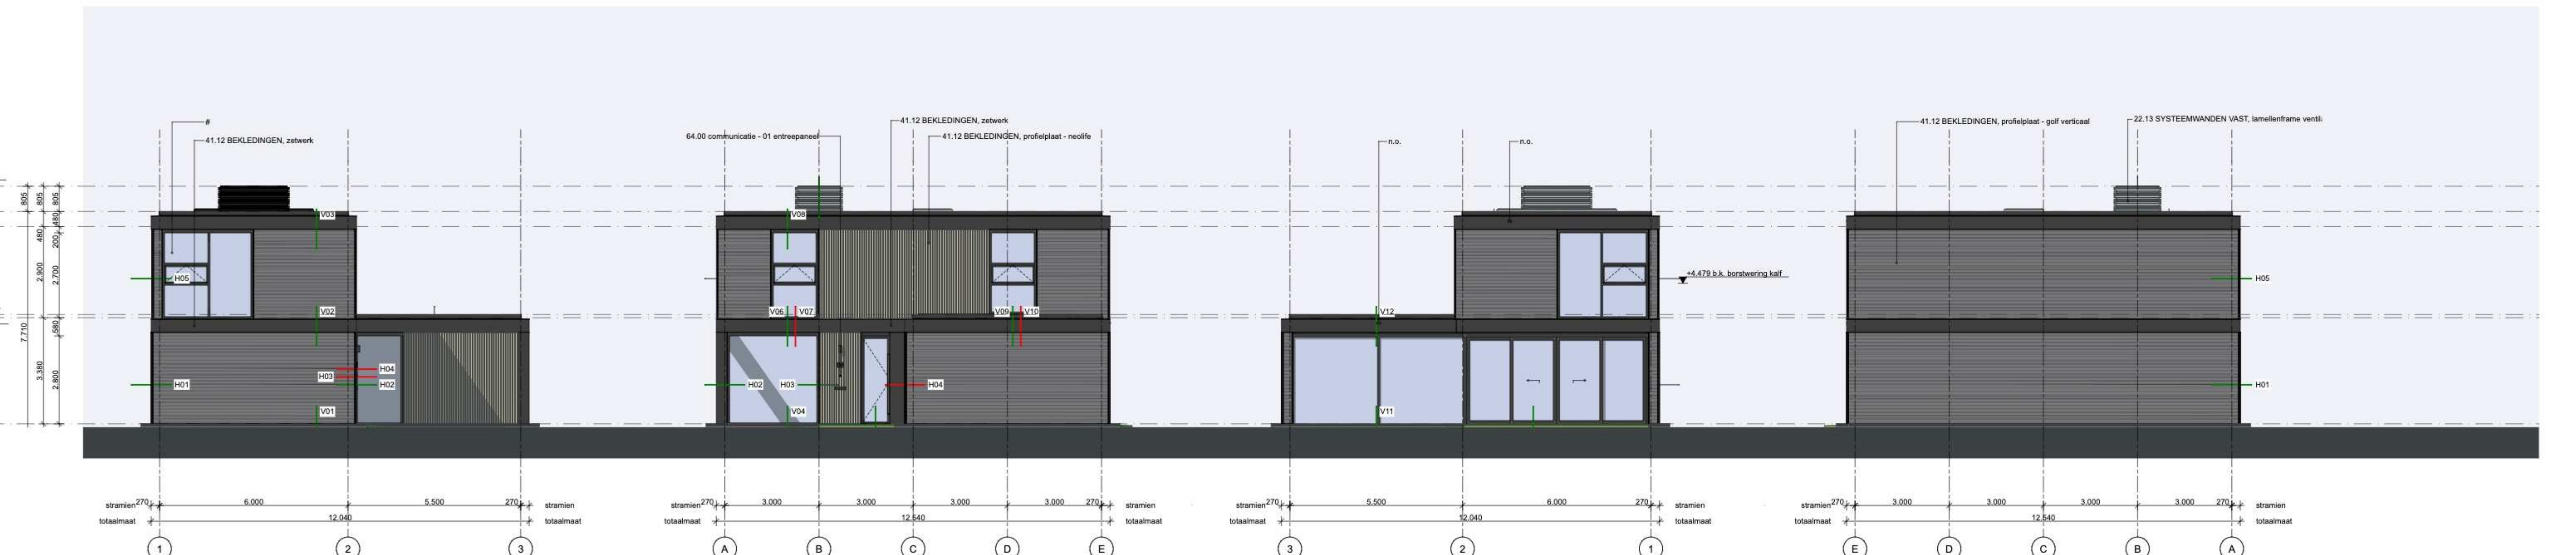 #
41.12 BEKLEDINGEN, zetwerk
64.00 communicatie - 01 entreepaneel
41.12 BEKLEDINGEN, zetwerk
41.12 BEKLEDINGEN, profielplaat - neolife
n.o.
n.o.
41.12 BEKLEDINGEN, profielplaat - golf verticaal
22.13 SYSTEEMWANDEN VAST, lamellenframe ventil
805 805 805
480 480 200
2.900 2.700
580
7.710 3.380 2.800
V03
H05
V02
H04
H03
H02
H01
V01
V08
V06 V07
V09 V10
H02 H03
H04
V04
+4.479 b.k. borstwering kalf
V12
V11
H05
H01
stramien 270 6.000 5.500 270 stramien
totaalmaat 12.040 totaalmaat
1 2 3
stramien 270 3.000 3.000 3.000 3.000 270 stramien
totaalmaat 12.540 totaalmaat
A B C D E
stramien 270 5.500 6.000 270 stramien
totaalmaat 12.040 totaalmaat
3 2 1
stramien 270 3.000 3.000 3.000 3.000 270 stramien
totaalmaat 12.540 totaalmaat
E D C B A